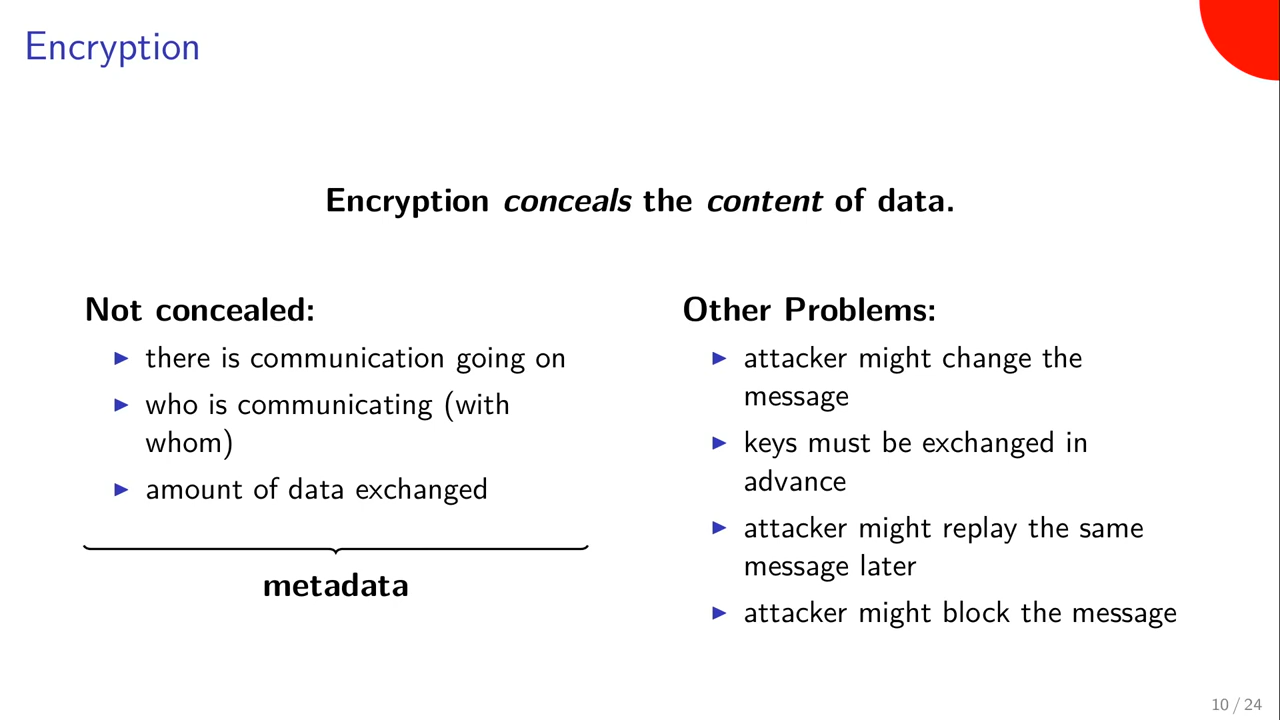 Encryption
Encryption conceals the content of data.
Not concealed:
there is communication going on
who is communicating (with
whom)
amount of data exchanged
metadata
Other Problems:
attacker might change the
message
keys must be exchanged in
advance
attacker might replay the same
message later
attacker might block the message
10 / 24